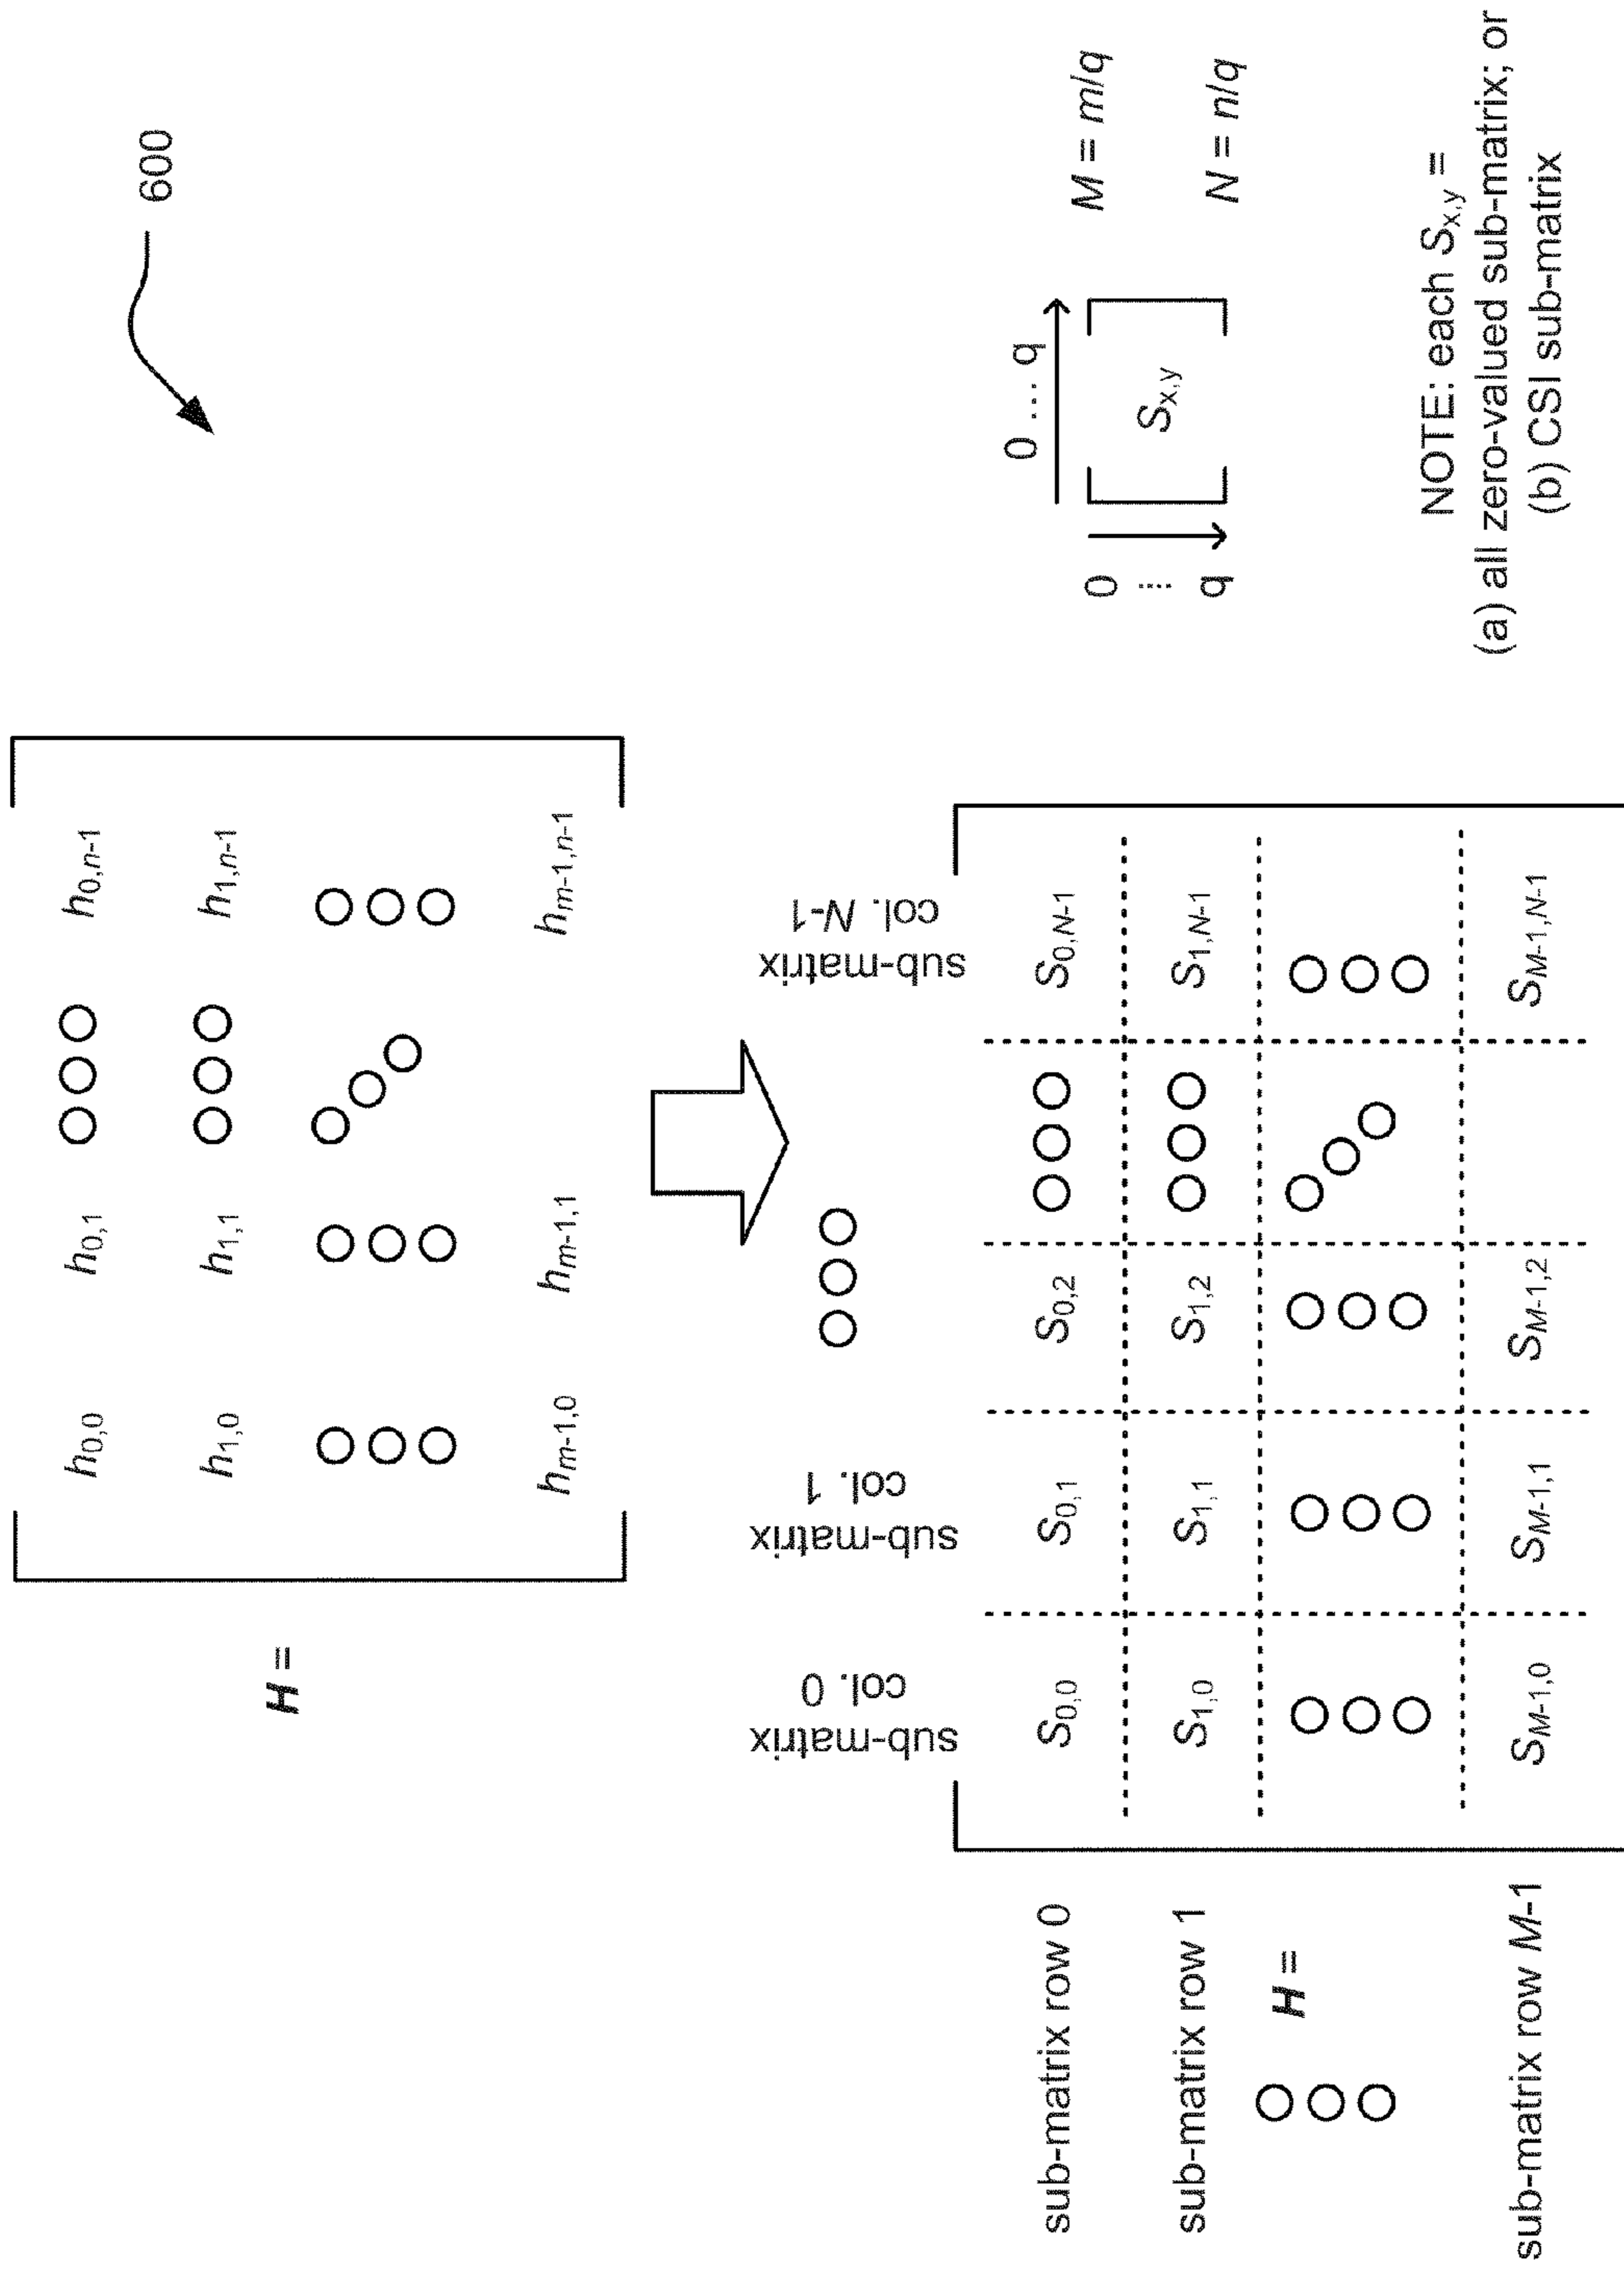 600
H =
h0,0 h0,1 h0,n-1
h1,0 h1,1 h1,n-1
hm-1,0 hm-1,1 hm-1,n-1
sub-matrix col. 0
sub-matrix col. 1
sub-matrix col. N-1
sub-matrix row 0
sub-matrix row 1
H =
sub-matrix row M-1
S0,0 S0,1 S0,2 S0,N-1
S1,0 S1,1 S1,2 S1,N-1
SM-1,0 SM-1,1 SM-1,2 SM-1,N-1
0 ... q
0
...
q
Sx,y
M = m/q
N = n/q
NOTE: each Sx,y =
(a) all zero-valued sub-matrix; or
(b) CSI sub-matrix